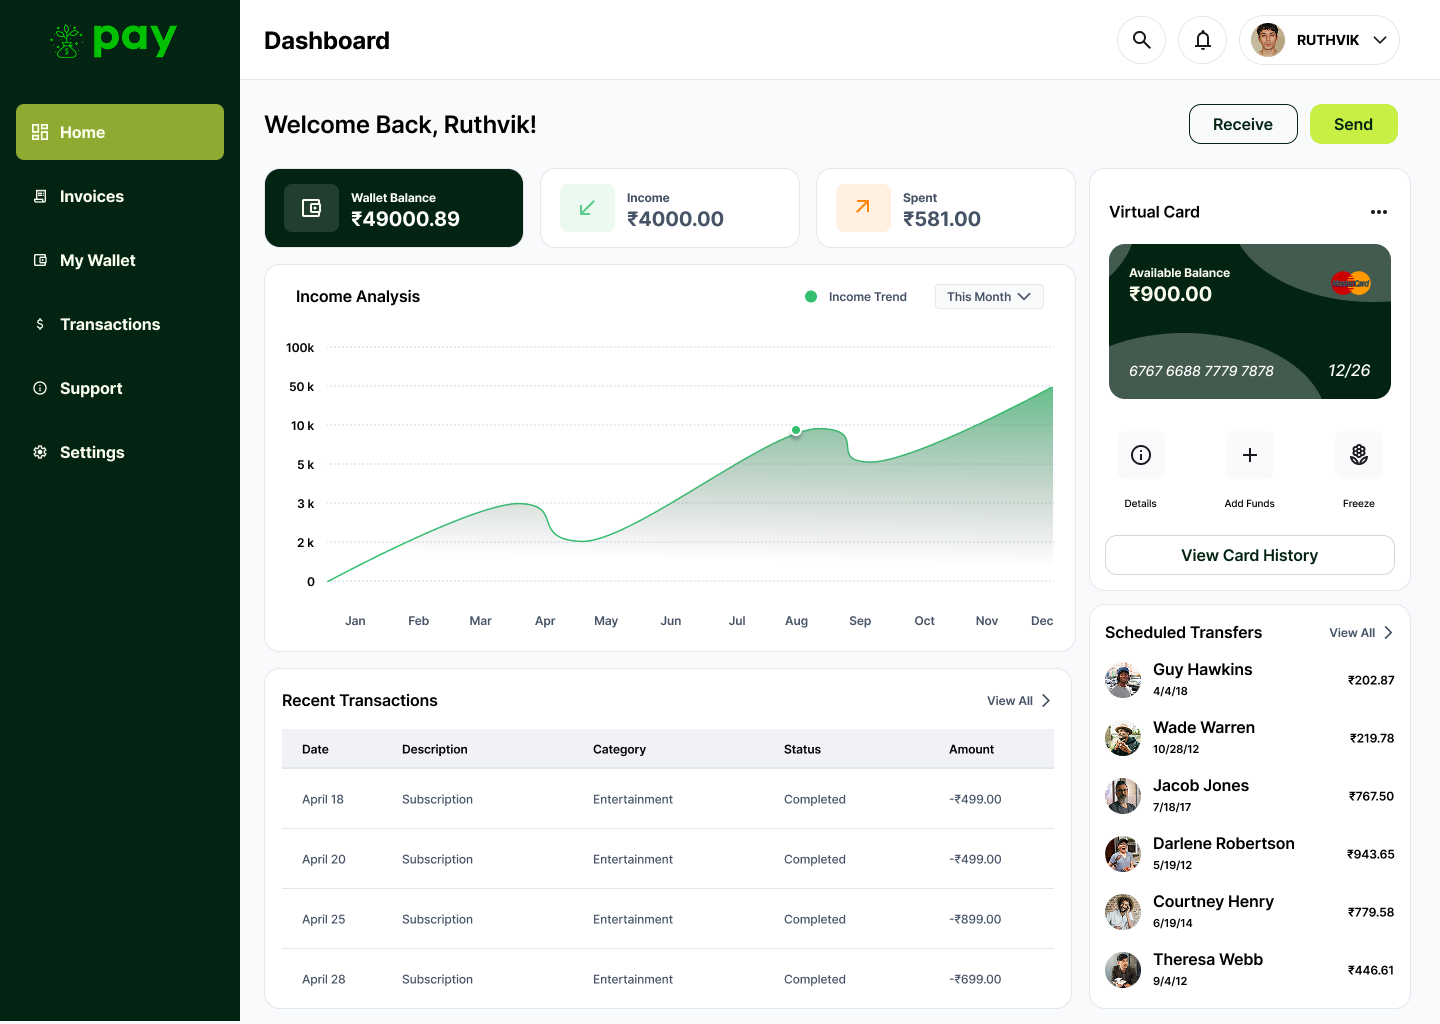 pay
Dashboard
RUTHVIK
Home
Invoices
My Wallet
$ Transactions
Support
Settings
Welcome Back, Ruthvik!
Receive
Send
Wallet Balance
₹49000.89
Income
₹4000.00
Spent
₹581.00
Income Analysis
Income Trend
This Month
100k
50 k
10 k
5 k
3 k
2 k
0
Jan Feb Mar Apr May Jun Jul Aug Sep Oct Nov Dec
Recent Transactions
View All
Date Description Category Status Amount
April 18 Subscription Entertainment Completed -₹499.00
April 20 Subscription Entertainment Completed -₹499.00
April 25 Subscription Entertainment Completed -₹899.00
April 28 Subscription Entertainment Completed -₹699.00
Virtual Card
Available Balance
₹900.00
MasterCard
6767 6688 7779 7878 12/26
Details Add Funds Freeze
View Card History
Scheduled Transfers
View All
Guy Hawkins
4/4/18
₹202.87
Wade Warren
10/28/12
₹219.78
Jacob Jones
7/18/17
₹767.50
Darlene Robertson
5/19/12
₹943.65
Courtney Henry
6/19/14
₹779.58
Theresa Webb
9/4/12
₹446.61